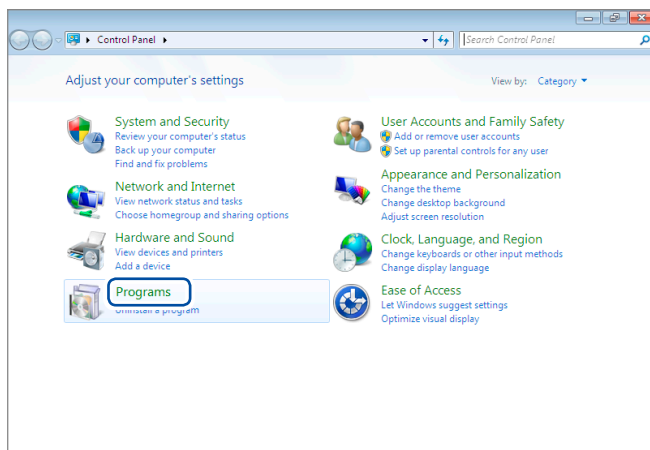 Control Panel
Search Control Panel
Adjust your computer's settings
View by: Category
System and Security
Review your computer's status
Back up your computer
Find and fix problems
Network and Internet
View network status and tasks
Choose homegroup and sharing options
Hardware and Sound
View devices and printers
Add a device
Programs
Uninstall a program
User Accounts and Family Safety
Add or remove user accounts
Set up parental controls for any user
Appearance and Personalization
Change the theme
Change desktop background
Adjust screen resolution
Clock, Language, and Region
Change keyboards or other input methods
Change display language
Ease of Access
Let Windows suggest settings
Optimize visual display